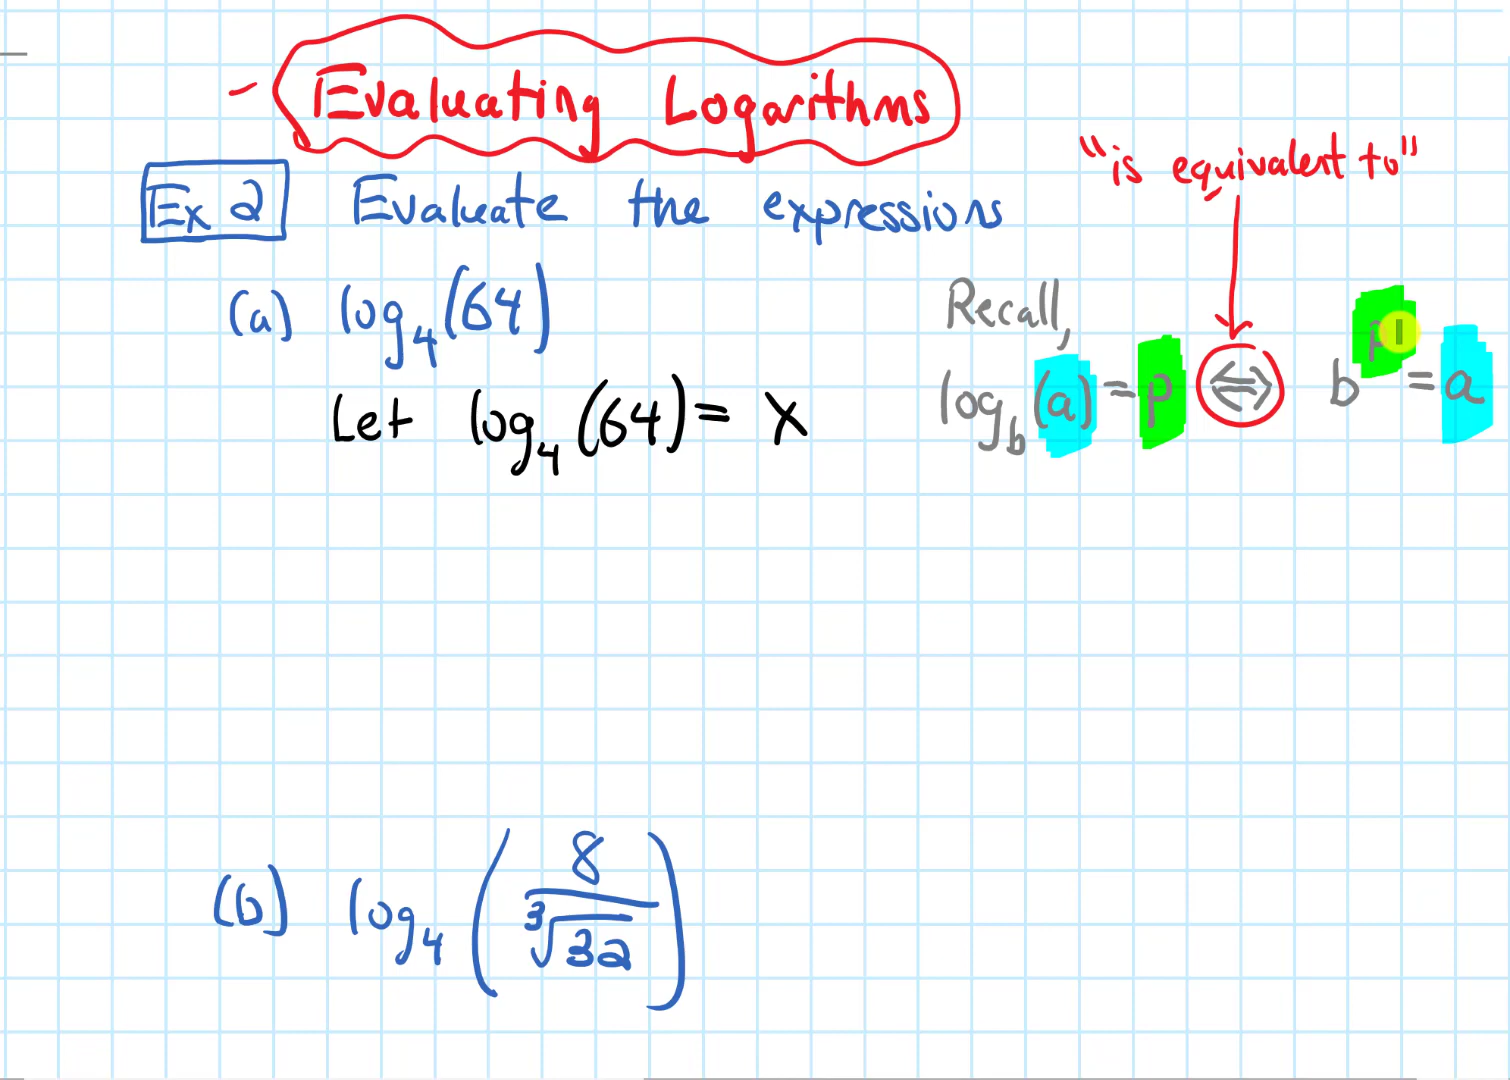 - Evaluating Logarithms
"is equivalent to"
Ex 2 Evaluate the expressions
(a) log₄(64)
Recall,
log_b(a) = p ⟺ b^p = a
Let log₄(64) = x
(b) log₄(8/∛32)